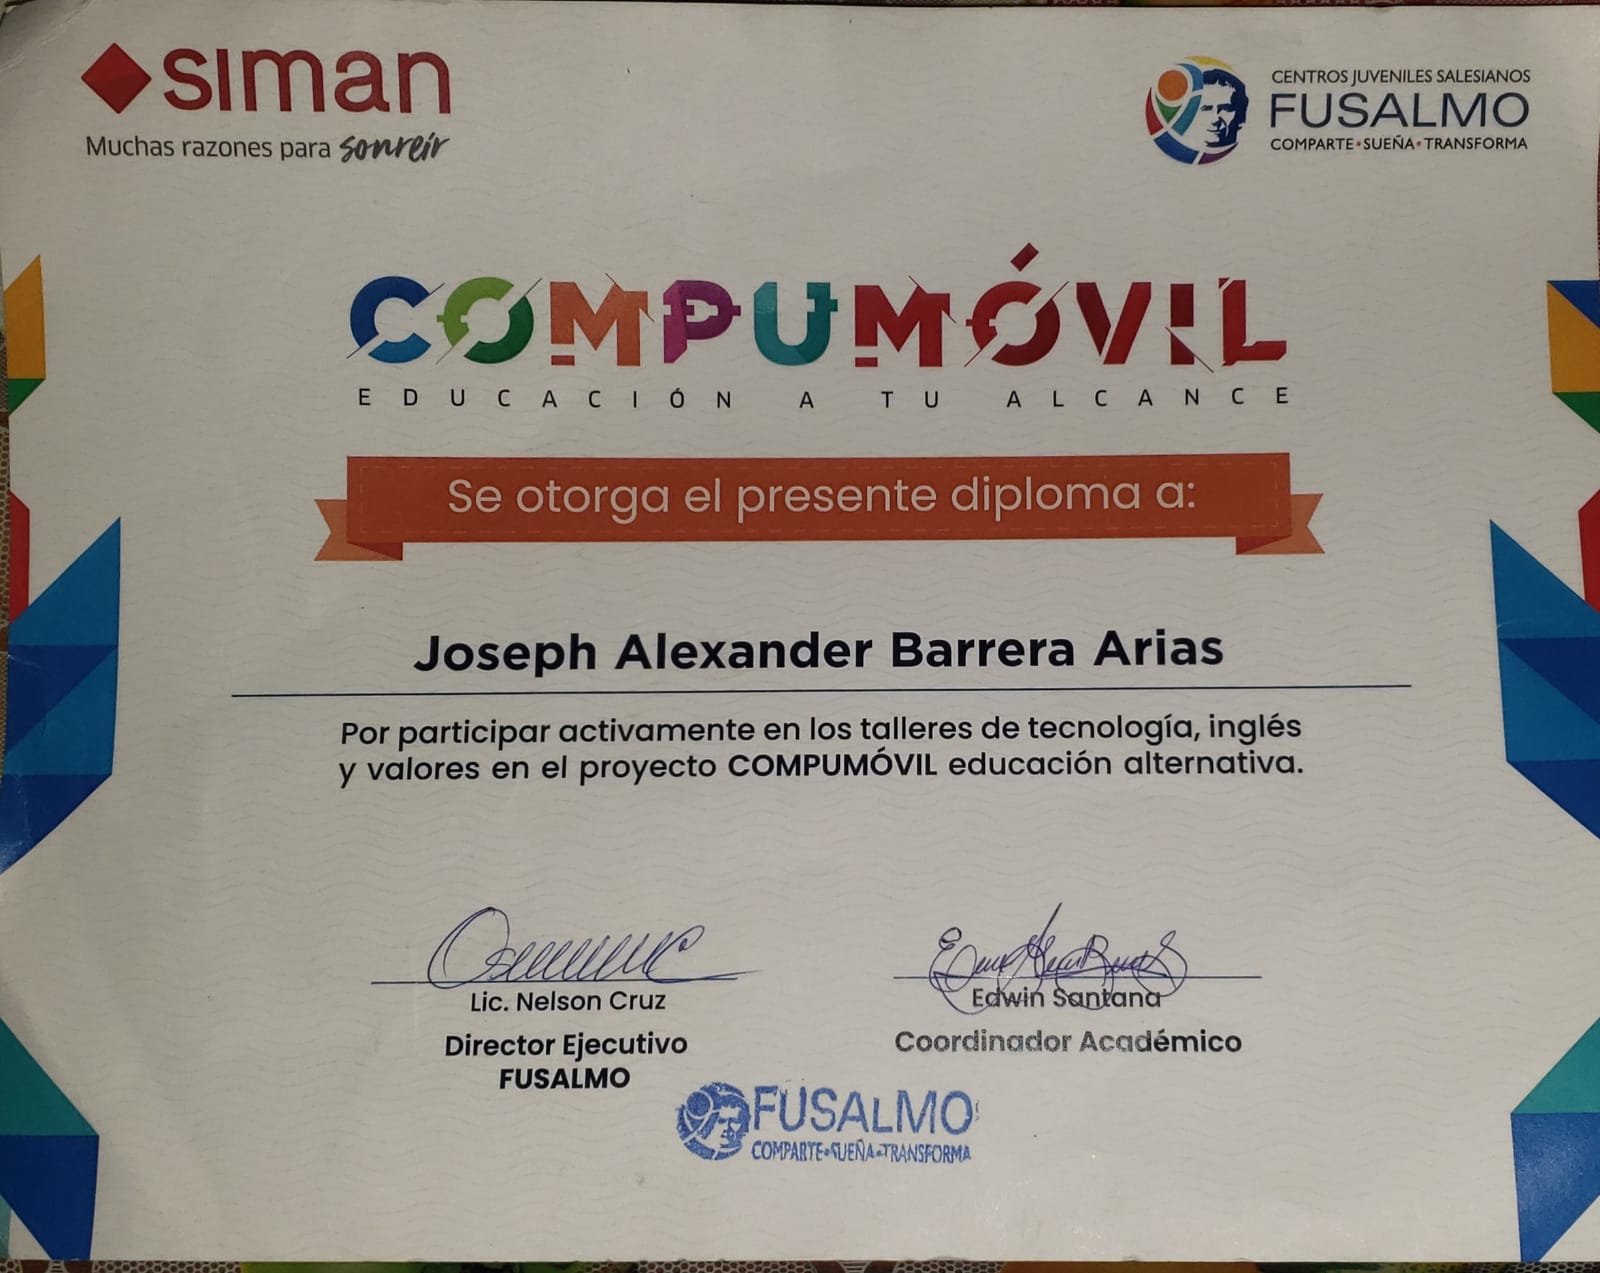 SIMAN
Muchas razones para sonreír
CENTROS JUVENILES SALESIANOS
FUSALMO
COMPARTE•SUEÑA•TRANSFORMA
COMPUMÓVIL
EDUCACIÓN A TU ALCANCE
Se otorga el presente diploma a:
Joseph Alexander Barrera Arias
Por participar activamente en los talleres de tecnología, inglés
y valores en el proyecto COMPUMÓVIL educación alternativa.
Lic. Nelson Cruz
Director Ejecutivo
FUSALMO
Edwin Santana
Coordinador Académico
FUSALMO
COMPARTE•SUEÑA•TRANSFORMA